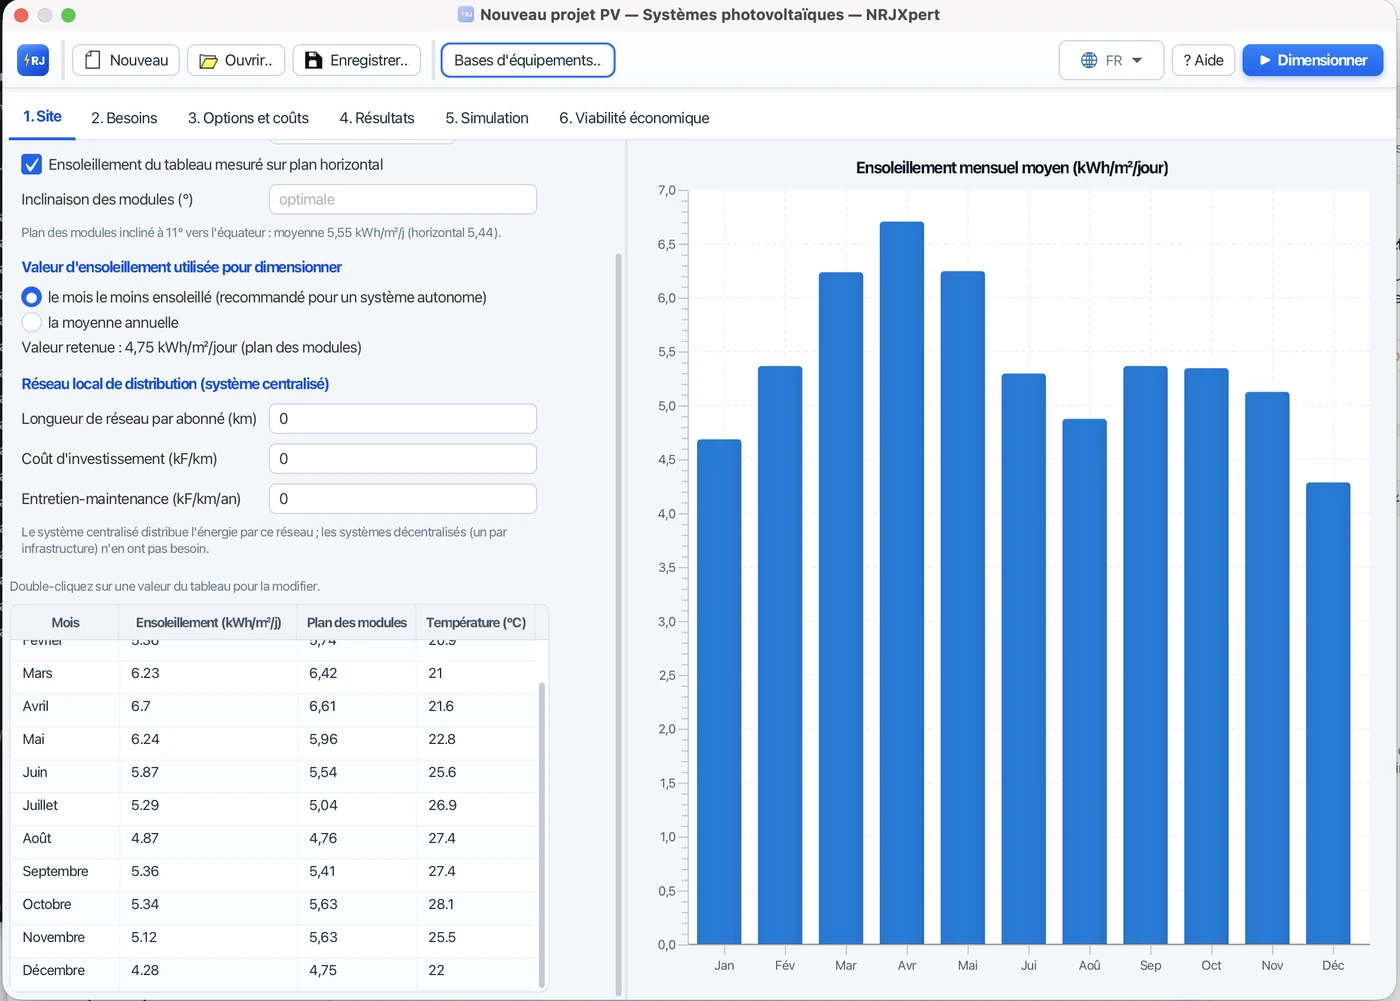 Nouveau projet PV — Systèmes photovoltaïques — NRJXpert
RJ Nouveau Ouvrir.. Enregistrer.. Bases d'équipements.. FR ? Aide Dimensionner
1. Site 2. Besoins 3. Options et coûts 4. Résultats 5. Simulation 6. Viabilité économique
Ensoleillement du tableau mesuré sur plan horizontal
Inclinaison des modules (°) optimale
Plan des modules incliné à 11° vers l'équateur : moyenne 5,55 kWh/m²/j (horizontal 5,44).
Valeur d'ensoleillement utilisée pour dimensionner
le mois le moins ensoleillé (recommandé pour un système autonome)
la moyenne annuelle
Valeur retenue : 4,75 kWh/m²/jour (plan des modules)
Réseau local de distribution (système centralisé)
Longueur de réseau par abonné (km) 0
Coût d'investissement (kF/km) 0
Entretien-maintenance (kF/km/an) 0
Le système centralisé distribue l'énergie par ce réseau ; les systèmes décentralisés (un par
infrastructure) n'en ont pas besoin.
Double-cliquez sur une valeur du tableau pour la modifier.
Mois Ensoleillement (kWh/m²/j) Plan des modules Température (°C)
Février 5.36 5,74 20.9
Mars 6.23 6,42 21
Avril 6.7 6,61 21.6
Mai 6.24 5,96 22.8
Juin 5.87 5,54 25.6
Juillet 5.29 5,04 26.9
Août 4.87 4,76 27.4
Septembre 5.36 5,41 27.4
Octobre 5.34 5,63 28.1
Novembre 5.12 5,63 25.5
Décembre 4.28 4,75 22
Ensoleillement mensuel moyen (kWh/m²/jour)
7,0
6,5
6,0
5,5
5,0
4,5
4,0
3,5
3,0
2,5
2,0
1,5
1,0
0,5
0,0
Jan Fév Mar Avr Mai Jui Aoû Sep Oct Nov Déc